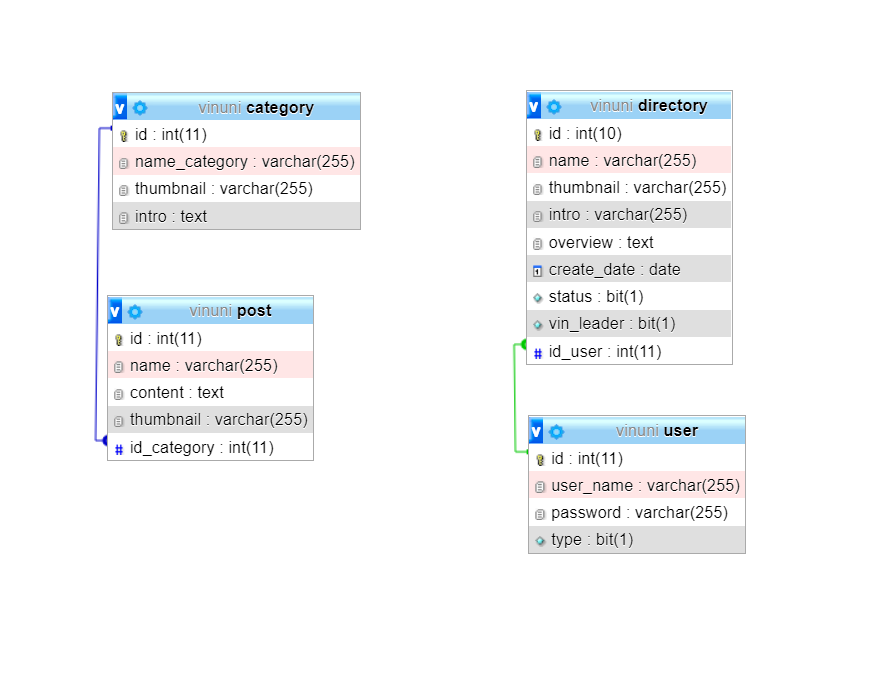 v vinuni category
id : int(11)
name_category : varchar(255)
thumbnail : varchar(255)
intro : text
v vinuni post
id : int(11)
name : varchar(255)
content : text
thumbnail : varchar(255)
# id_category : int(11)
v vinuni directory
id : int(10)
name : varchar(255)
thumbnail : varchar(255)
intro : varchar(255)
overview : text
1 create_date : date
status : bit(1)
vin_leader : bit(1)
# id_user : int(11)
v vinuni user
id : int(11)
user_name : varchar(255)
password : varchar(255)
type : bit(1)